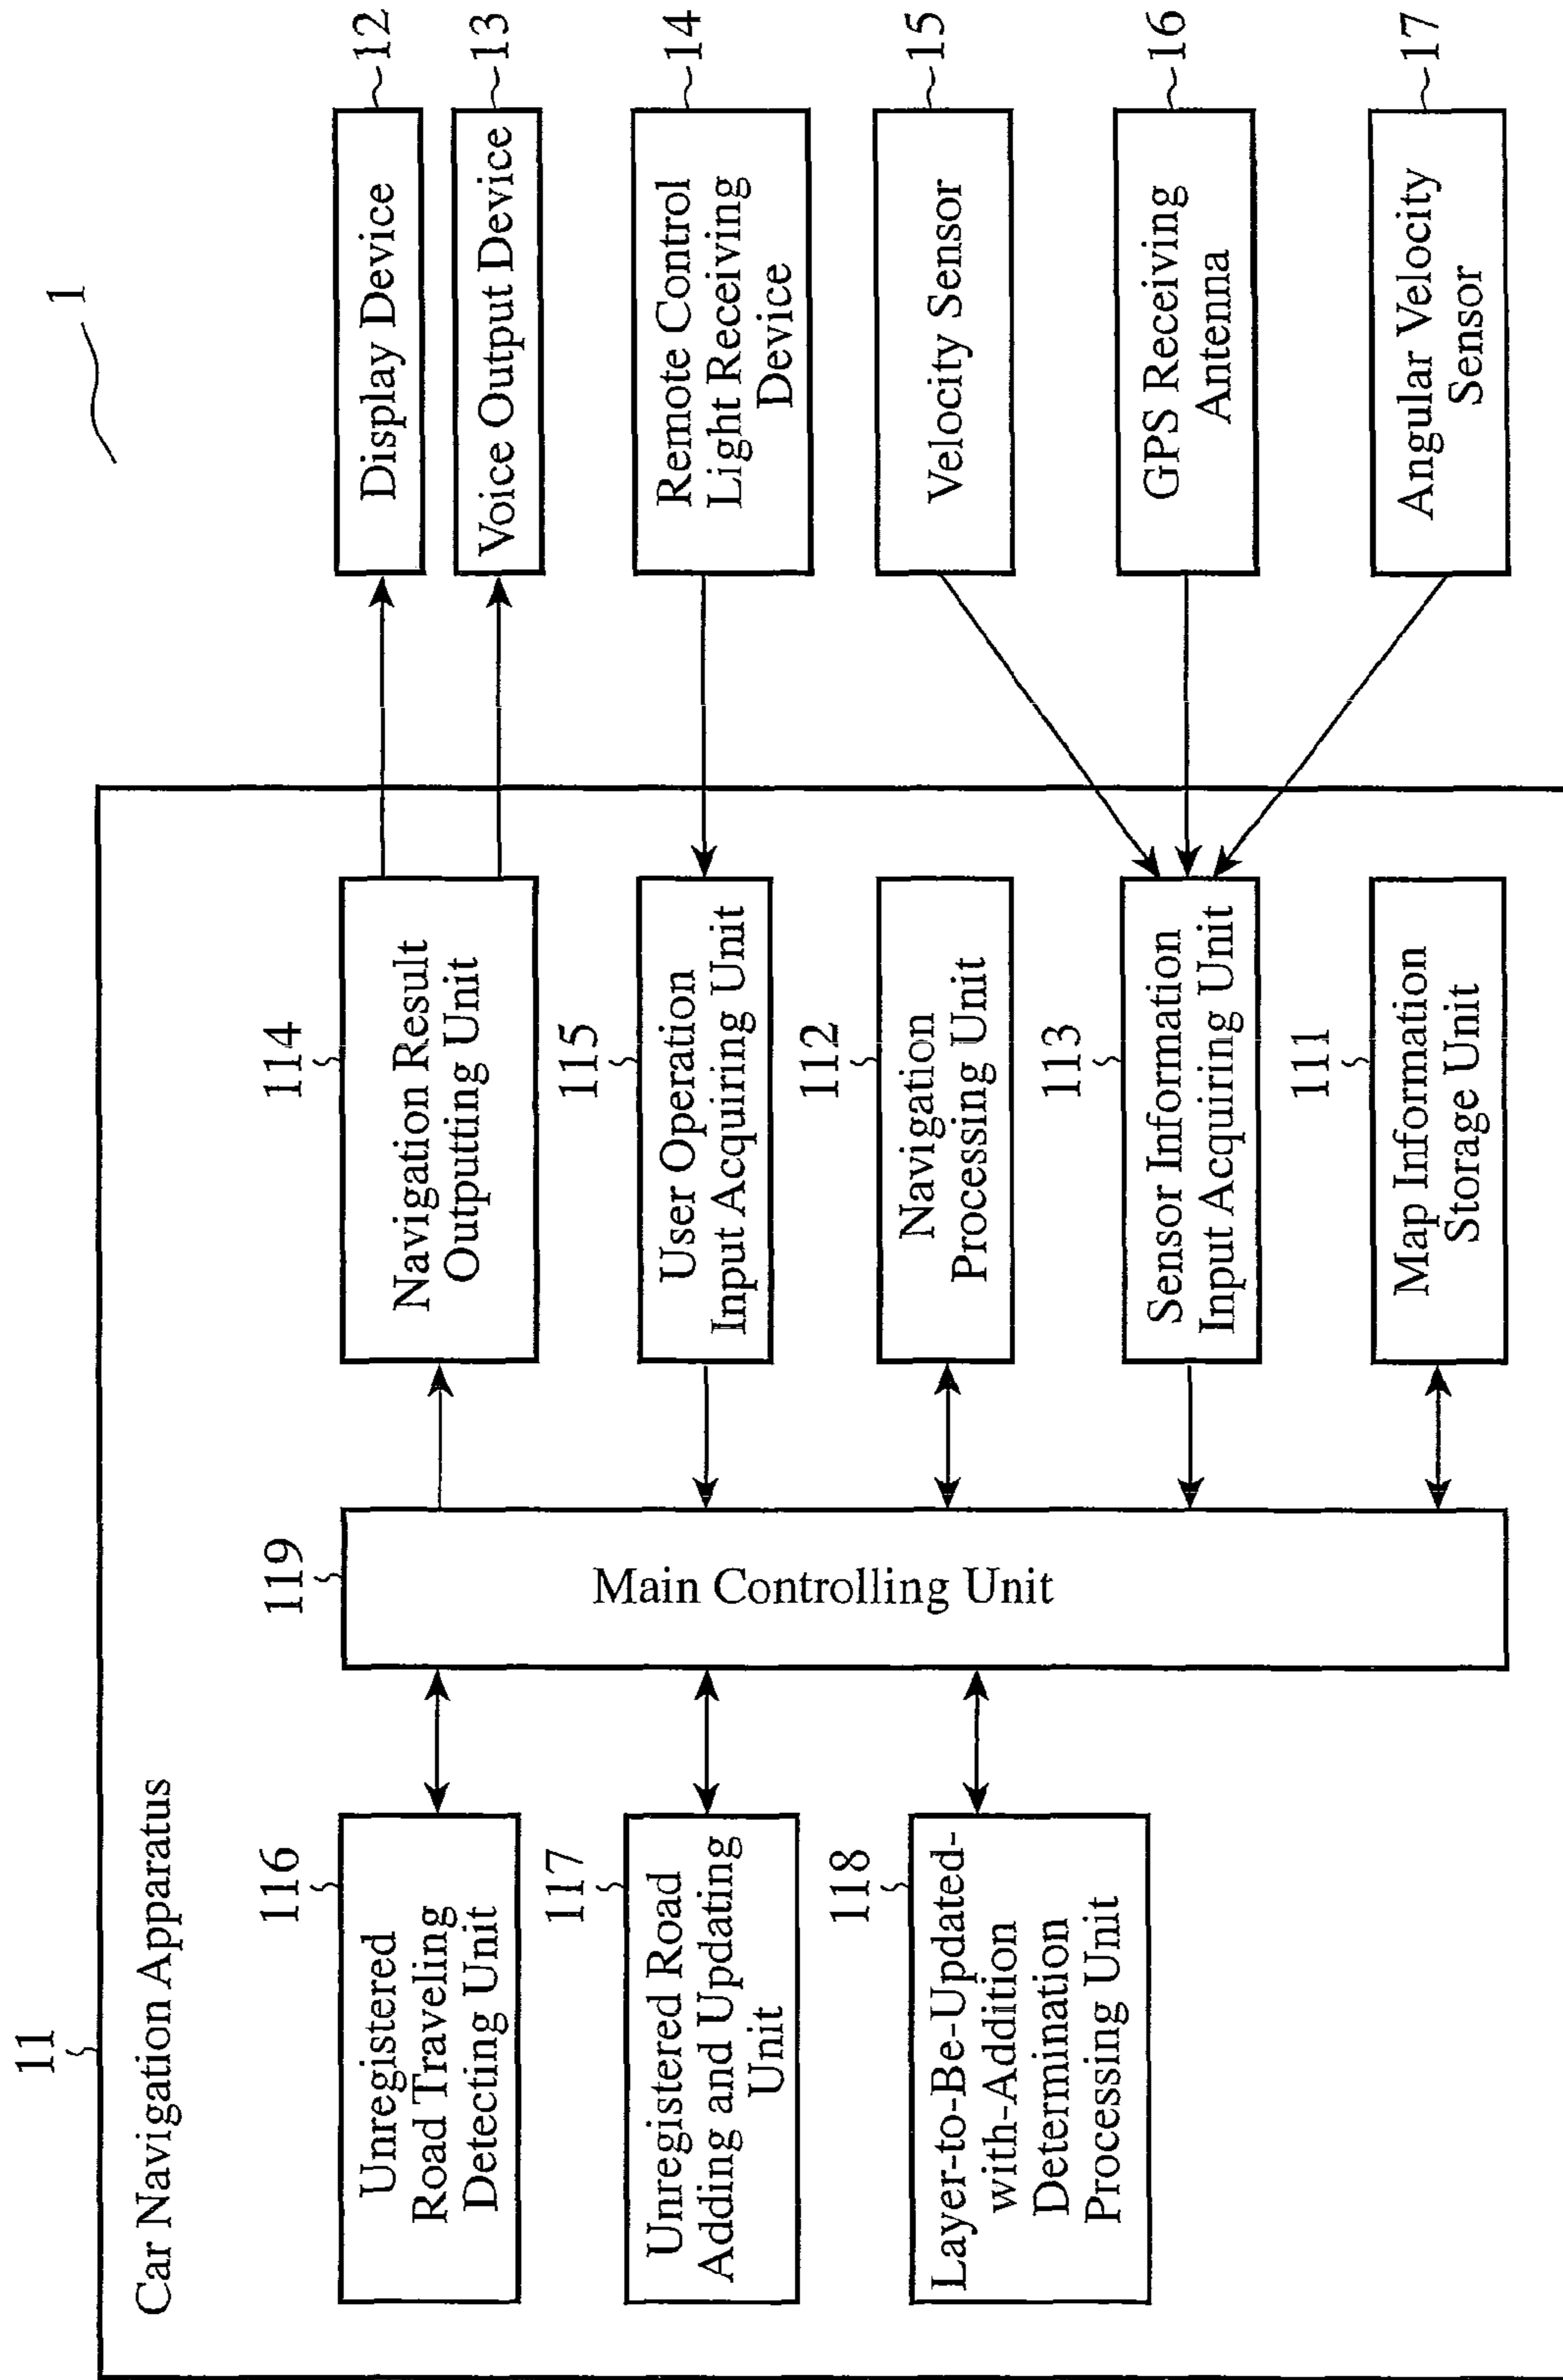 1
11
Car Navigation Apparatus
116
Unregistered
Road Traveling
Detecting Unit
117
Unregistered Road
Adding and Updating
Unit
118
Layer-to-Be-Updated-
with-Addition
Determination
Processing Unit
119
Main Controlling Unit
114
Navigation Result
Outputting Unit
115
User Operation
Input Acquiring Unit
112
Navigation
Processing Unit
113
Sensor Information
Input Acquiring Unit
111
Map Information
Storage Unit
Display Device
12
Voice Output Device
13
Remote Control
Light Receiving
Device
14
Velocity Sensor
15
GPS Receiving
Antenna
16
Angular Velocity
Sensor
17